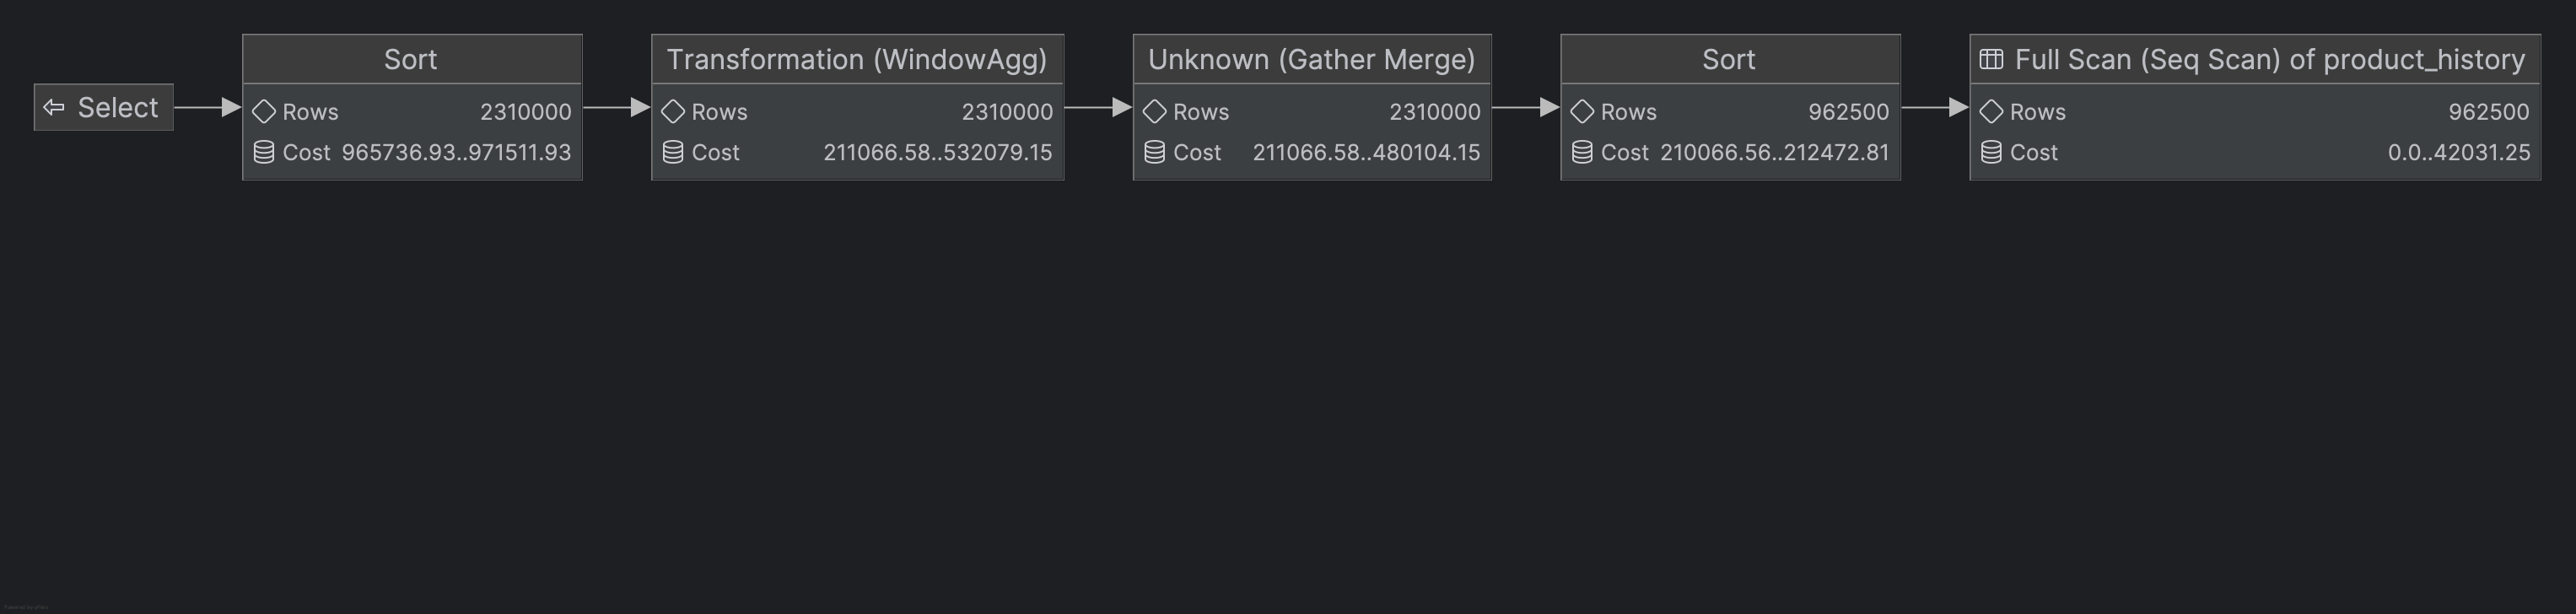 Select
Sort
Rows 2310000
Cost 965736.93..971511.93
Transformation (WindowAgg)
Rows 2310000
Cost 211066.58..532079.15
Unknown (Gather Merge)
Rows 2310000
Cost 211066.58..480104.15
Sort
Rows 962500
Cost 210066.56..212472.81
Full Scan (Seq Scan) of product_history
Rows 962500
Cost 0.0..42031.25